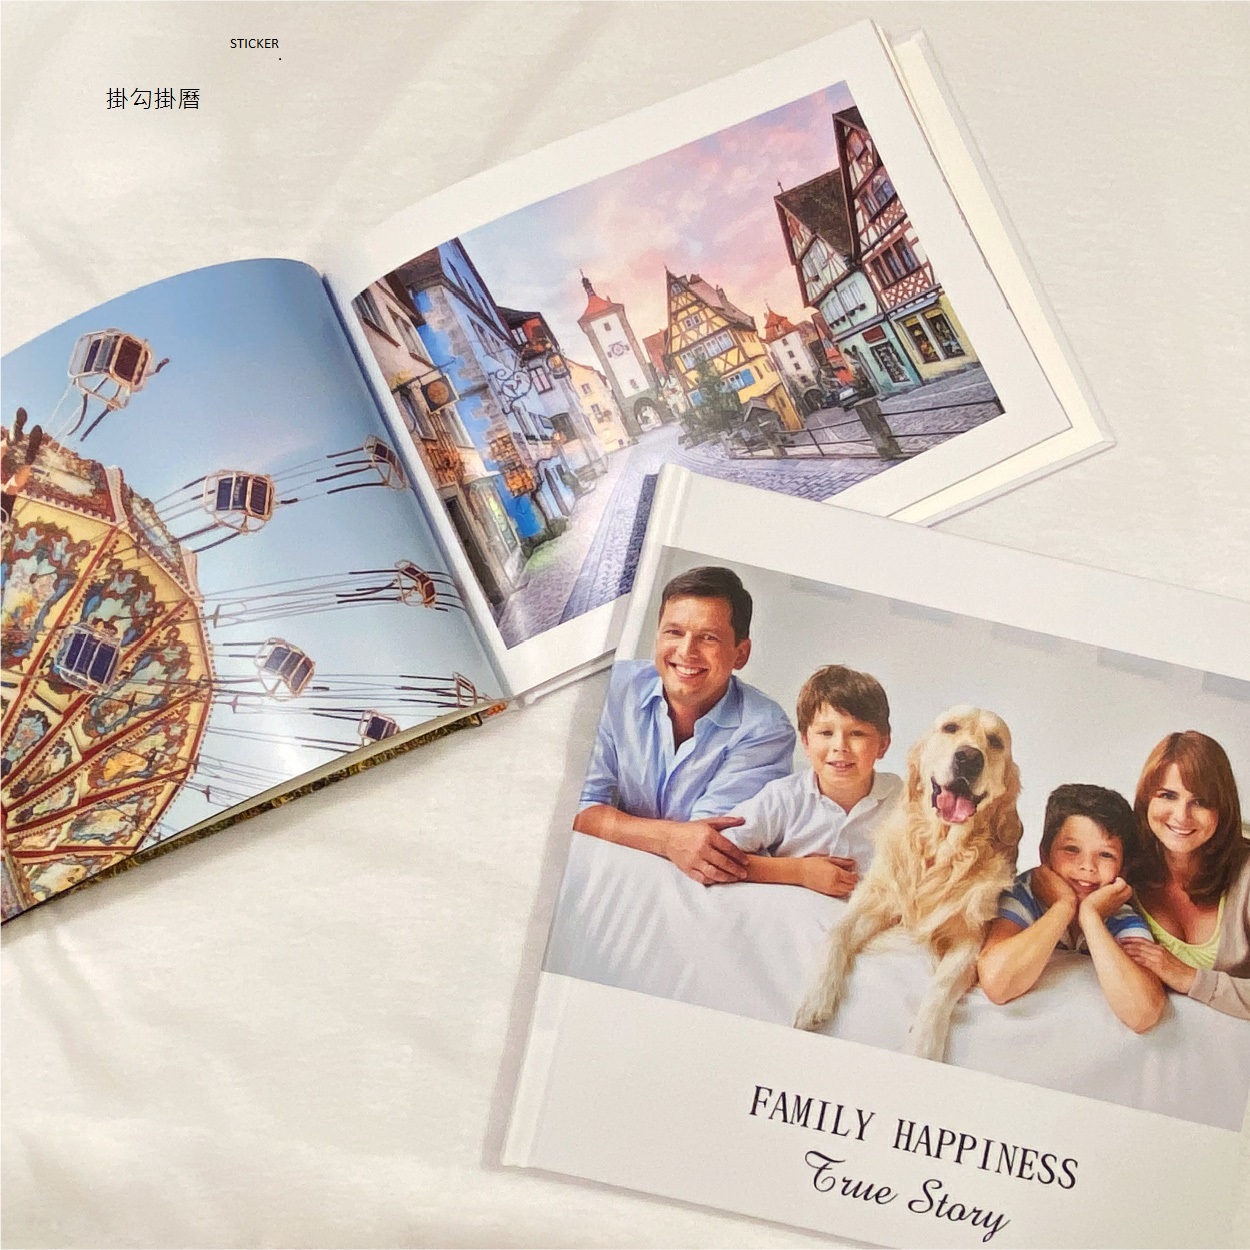 STICKER
.
掛勾掛曆
FAMILY HAPPINESS
True Story